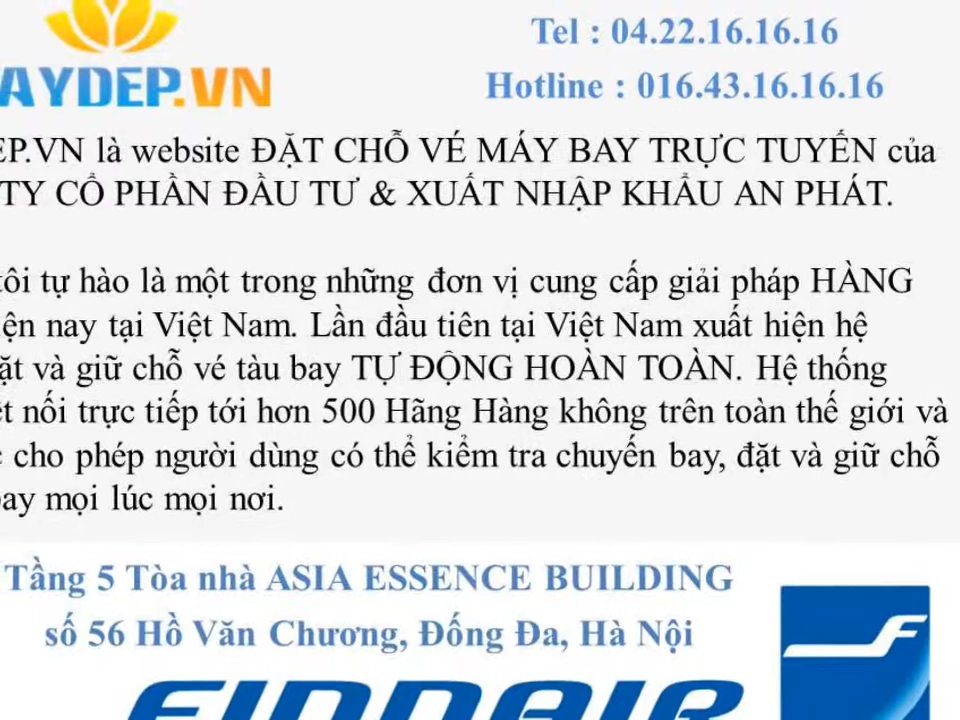 Tel : 04.22.16.16.16
AYDEP.VN
Hotline : 016.43.16.16.16
EP.VN là website ĐẶT CHỖ VÉ MÁY BAY TRỰC TUYẾN của
TY CỔ PHẦN ĐẦU TƯ & XUẤT NHẬP KHẨU AN PHÁT.
tôi tự hào là một trong những đơn vị cung cấp giải pháp HÀNG
iện nay tại Việt Nam. Lần đầu tiên tại Việt Nam xuất hiện hệ
ặt và giữ chỗ vé tàu bay TỰ ĐỘNG HOÀN TOÀN. Hệ thống
ết nối trực tiếp tới hơn 500 Hãng Hàng không trên toàn thế giới và
c cho phép người dùng có thể kiểm tra chuyến bay, đặt và giữ chỗ
bay mọi lúc mọi nơi.
Tầng 5 Tòa nhà ASIA ESSENCE BUILDING
số 56 Hồ Văn Chương, Đống Đa, Hà Nội
FINNAIR